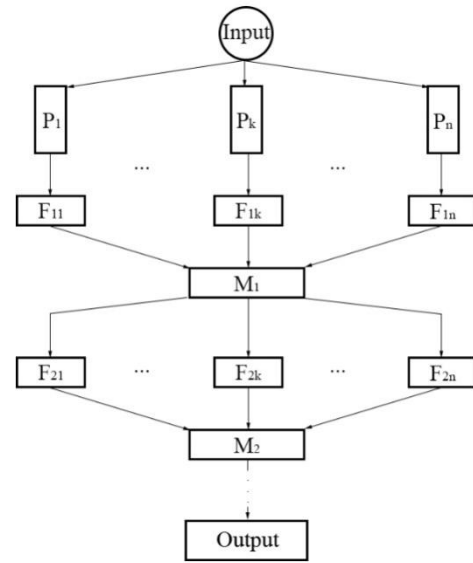 Input
P₁ Pₖ Pₙ
... ...
F₁₁ F₁ₖ F₁ₙ
M₁
F₂₁ ... F₂ₖ ... F₂ₙ
M₂
Output